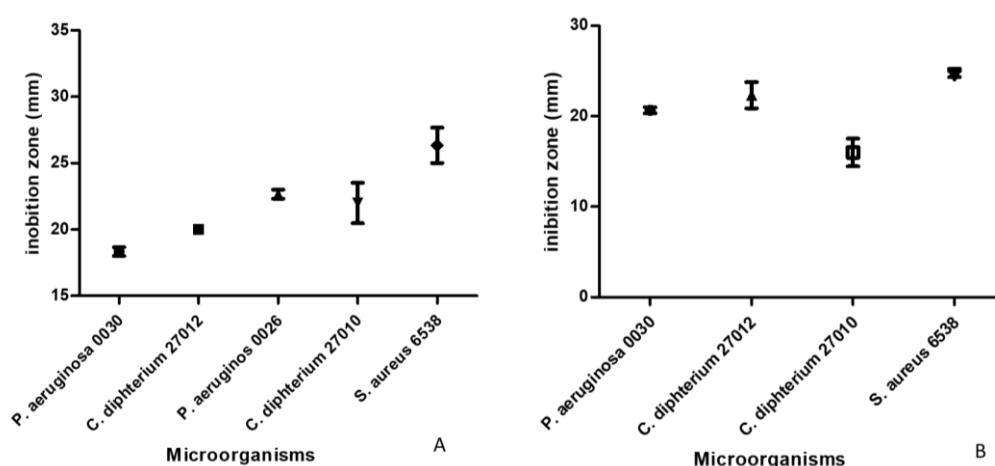 inobition zone (mm)
35
30
25
20
15
P. aeruginosa 0030
C. diphterium 27012
P. aeruginos 0026
C. diphterium 27010
S. aureus 6538
Microorganisms
A
inibition zone (mm)
30
20
10
0
P. aeruginosa 0030
C. diphterium 27012
C. diphterium 27010
S. aureus 6538
Microorganisms
B